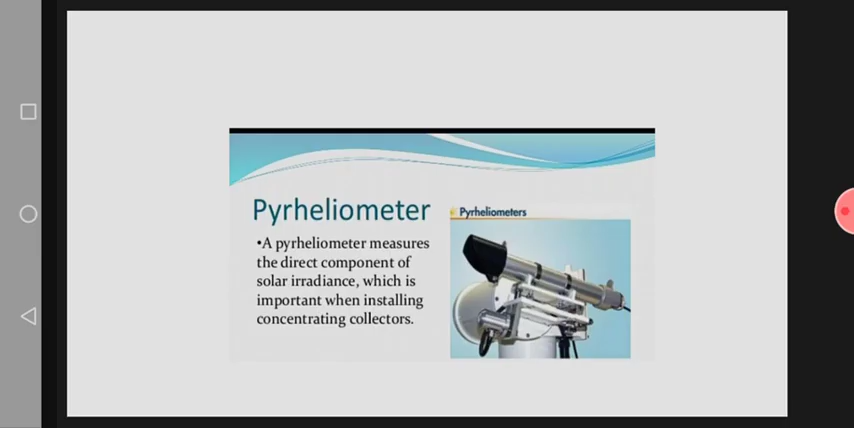 Pyrheliometer
•A pyrheliometer measures
the direct component of
solar irradiance, which is
important when installing
concentrating collectors.
Pyrheliometers